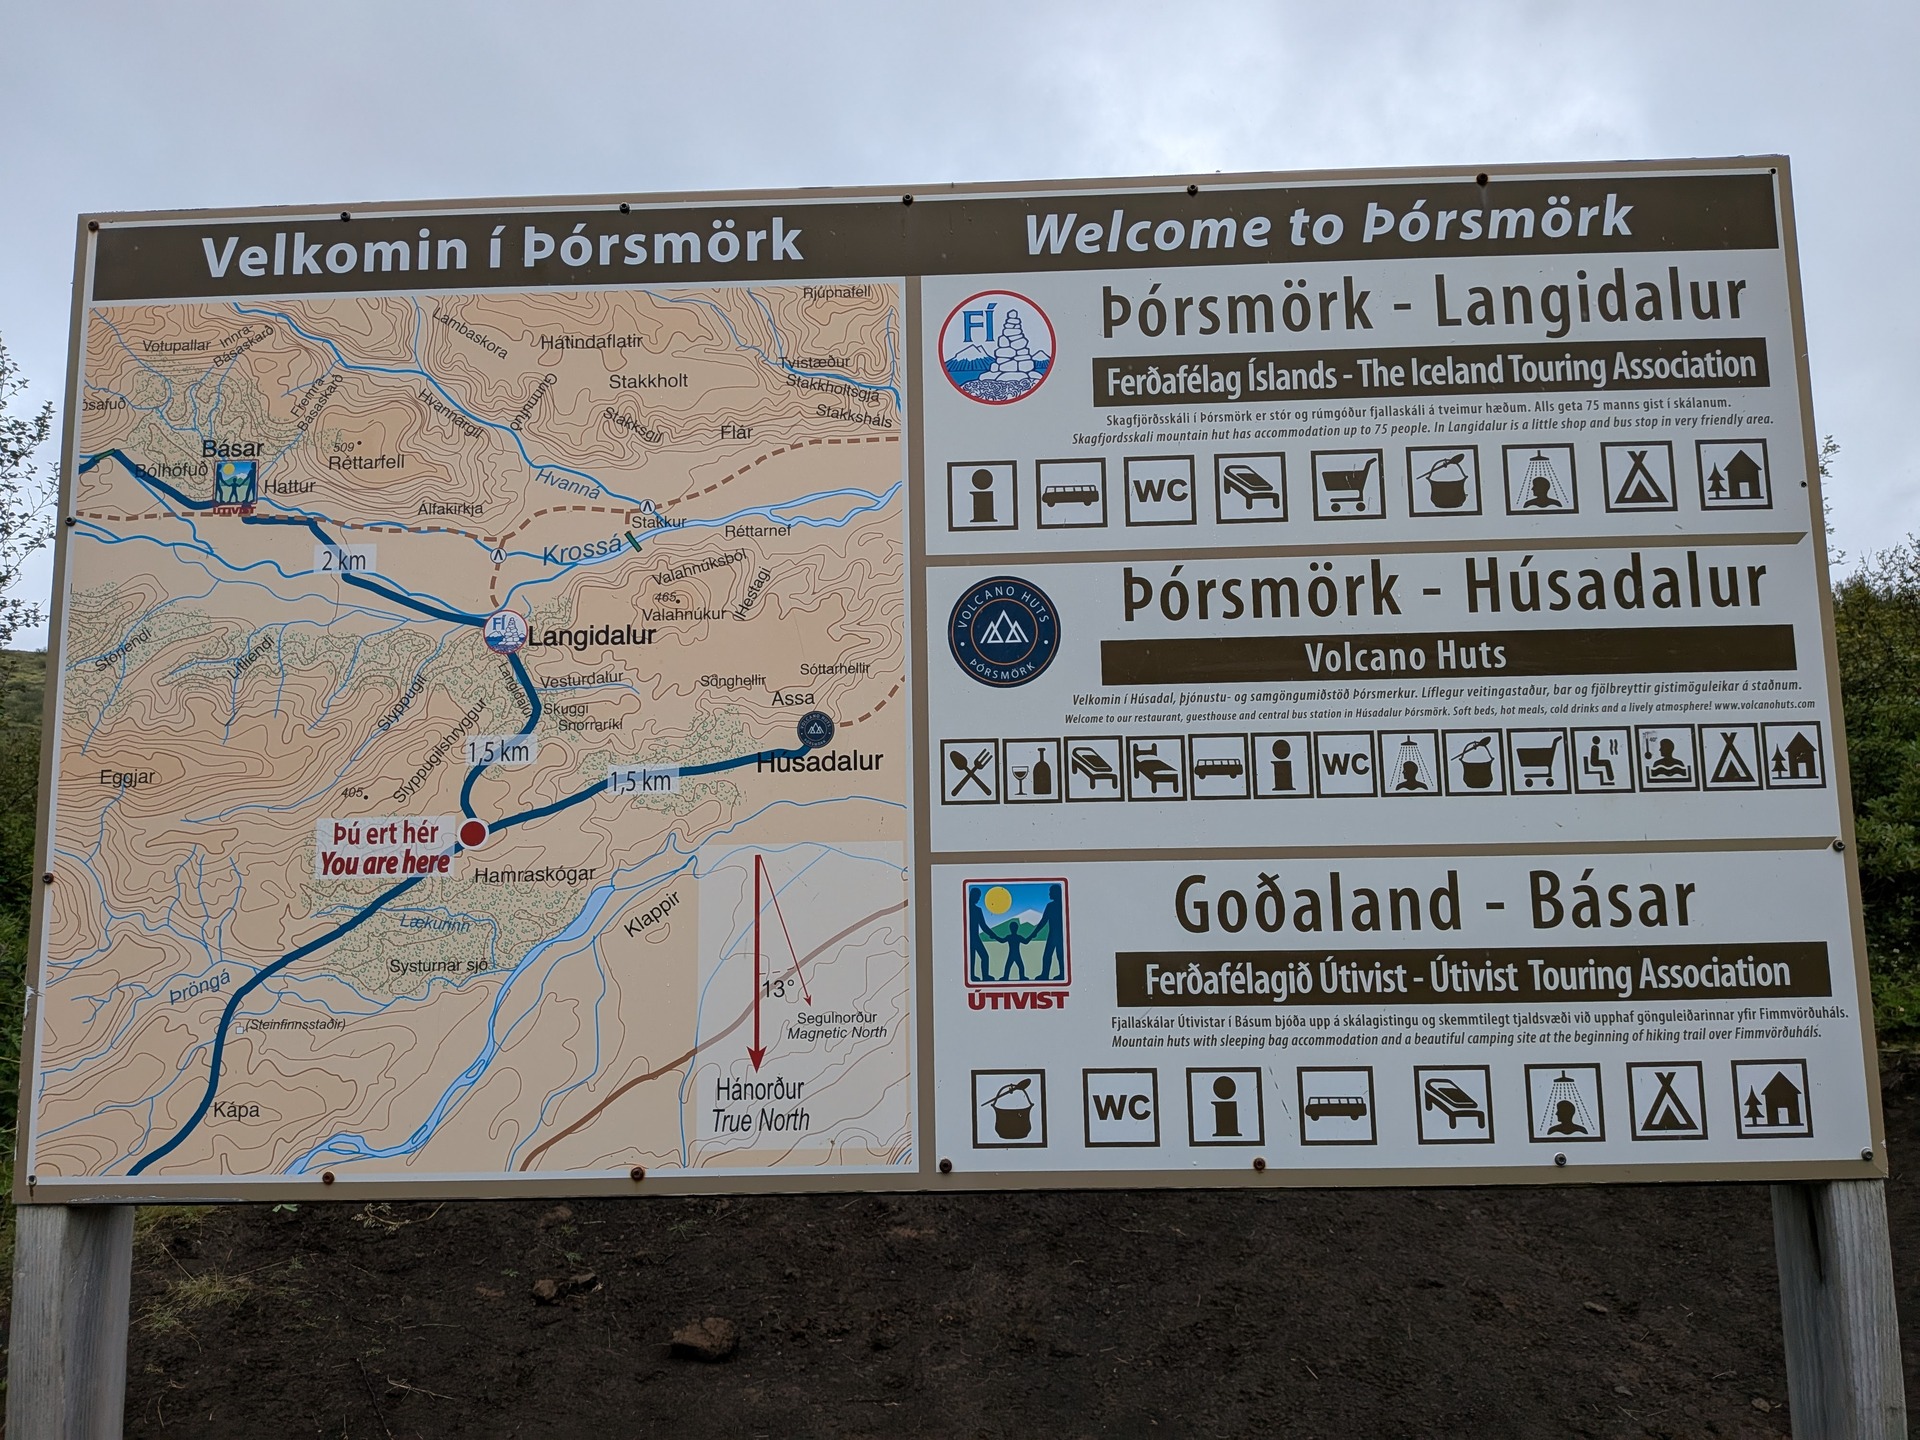 Velkomin í Þórsmörk
Welcome to Þórsmörk
Rjúpnafell
Lambaskora
Votupallar
Innra-
Básaskarð
Hátindaflatir
Tvístæður
Stakkholt
Stakkholtsgjá
Fremra-
Básaskarð
Hvannárgil
Stakksgil
Stakksháls
Flár
Básar
509
Réttarfell
Bólhöfuð
Hattur
ÚTIVIST
Hvanná
Álfakirkja
Stakkur
Réttarnef
2 km
Krossá
Valahnúksból
Hestagi
465
Valahnúkur
FÍ
Langidalur
Stóriendi
Litliendi
Slyppugil
Langidalur
Vesturdalur
Sönghellir
Sóttarhellir
Skuggi
Snorraríki
Assa
Slyppugilshryggur
1,5 km
Húsadalur
1,5 km
Eggjar
405
Þú ert hér
You are here
Hamraskógar
Klappir
Lækurinn
Systurnar sjö
Þröngá
(Steinfinnsstaðir)
Kápa
13°
Segulnorður
Magnetic North
Hánorður
True North
FÍ
Þórsmörk - Langidalur
Ferðafélag Íslands - The Iceland Touring Association
Skagfjörðsskáli í Þórsmörk er stór og rúmgóður fjallaskáli á tveimur hæðum. Alls geta 75 manns gist í skálanum.
Skagfjordsskali mountain hut has accommodation up to 75 people. In Langidalur is a little shop and bus stop in very friendly area.
WC
VOLCANO HUTS
ÞÓRSMÖRK
Þórsmörk - Húsadalur
Volcano Huts
Velkomin í Húsadal, þjónustu- og samgöngumiðstöð Þórsmerkur. Líflegur veitingastaður, bar og fjölbreyttir gistimöguleikar á staðnum.
Welcome to our restaurant, guesthouse and central bus station in Húsadalur Þórsmörk. Soft beds, hot meals, cold drinks and a lively atmosphere! www.volcanohuts.com
WC
ÚTIVIST
Goðaland - Básar
Ferðafélagið Útivist - Útivist Touring Association
Fjallaskálar Útivistar í Básum bjóða upp á skálagistingu og skemmtilegt tjaldsvæði við upphaf gönguleiðarinnar yfir Fimmvörðuháls.
Mountain huts with sleeping bag accommodation and a beautiful camping site at the beginning of hiking trail over Fimmvörðuháls.
WC